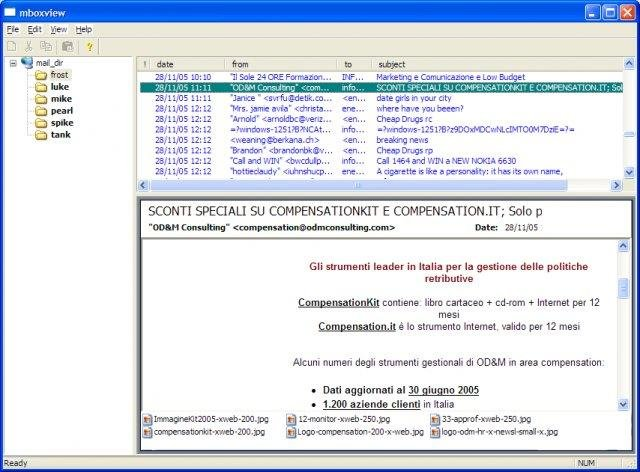 mboxview
File Edit View Help
mail_dir
frost
luke
mike
pearl
spike
tank
! date from to subject
28/11/05 10:10 "Il Sole 24 ORE Formazion... INF... Marketing e Comunicazione e Low Budget
28/11/05 11:11 "OD&M Consulting" <com... info... SCONTI SPECIALI SU COMPENSATIONKIT E COMPENSATION.IT; Sol
28/11/05 11:11 "Janice " <svrfu@detik.co... <en... date girls in your city
28/11/05 12:12 "Mrs. jamie avila" <christa... ene... where have you beeen?
28/11/05 12:12 "Arnold" <arnoldbc@veriz... <en... Cheap Drugs rc
28/11/05 12:12 =?windows-1251?B?NCAt... info... =?windows-1251?B?z9DOxMDCwNLcIMTO0M7DziE=?=
28/11/05 12:12 <weaning@berkana.ch> <en... breaking news
28/11/05 12:12 "Brandon" <brandonbk@v... <en... Cheap Drugs rp
28/11/05 12:12 "Call and WIN" <bwcdullp... info... Call 1464 and WIN a NEW NOKIA 6630
28/11/05 12:12 "hottieclaudy" <iuhnshucp... ene... A cigarette is like a personality: it has its own name,
SCONTI SPECIALI SU COMPENSATIONKIT E COMPENSATION.IT; Solo p
"OD&M Consulting" <compensation@odmconsulting.com> Date: 28/11/05
Gli strumenti leader in Italia per la gestione delle politiche
retributive
CompensationKit contiene: libro cartaceo + cd-rom + Internet per 12
mesi
Compensation.it è lo strumento Internet, valido per 12 mesi
Alcuni numeri degli strumenti gestionali di OD&M in area compensation:
• Dati aggiornati al 30 giugno 2005
• 1.200 aziende clienti in Italia
ImmagineKit2005-xweb-200.jpg 12-monitor-xweb-250.jpg 33-approf-xweb-250.jpg
compensationkit-xweb-200.jpg Logo-compensation-200-x-web.jpg logo-odm-hr-x-newsl-small-x.jpg
Ready NUM